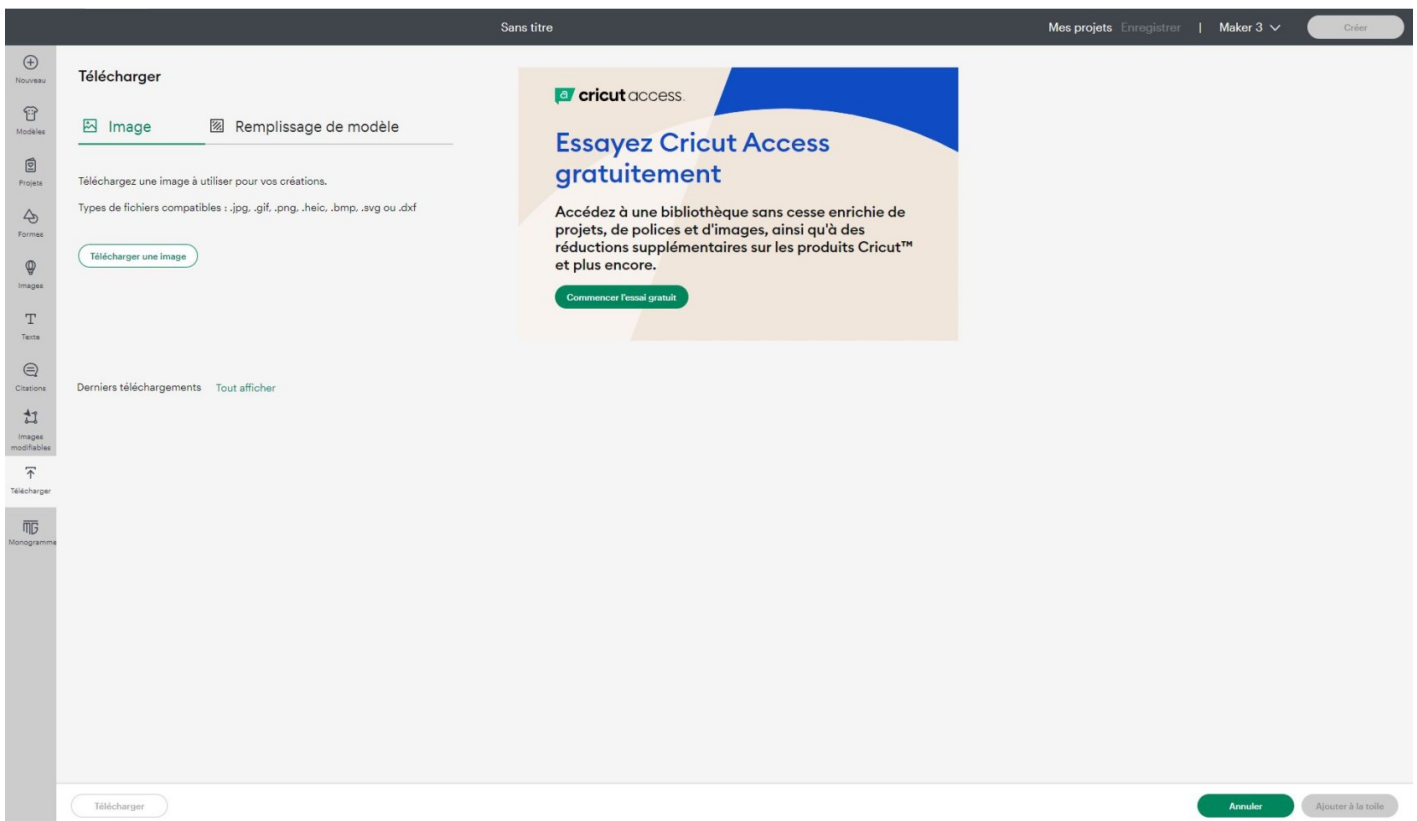 Sans titre
Mes projets Enregistrer | Maker 3 Créer
Nouveau
Modèles
Projets
Formes
Images
Texte
Citations
Images
modifiables
Télécharger
Monogramme
Télécharger
Image Remplissage de modèle
Téléchargez une image à utiliser pour vos créations.
Types de fichiers compatibles : .jpg, .gif, .png, .heic, .bmp, .svg ou .dxf
Télécharger une image
Derniers téléchargements Tout afficher
a cricut access.
Essayez Cricut Access
gratuitement
Accédez à une bibliothèque sans cesse enrichie de
projets, de polices et d'images, ainsi qu'à des
réductions supplémentaires sur les produits Cricut™
et plus encore.
Commencer l'essai gratuit
Télécharger
Annuler
Ajouter à la toile